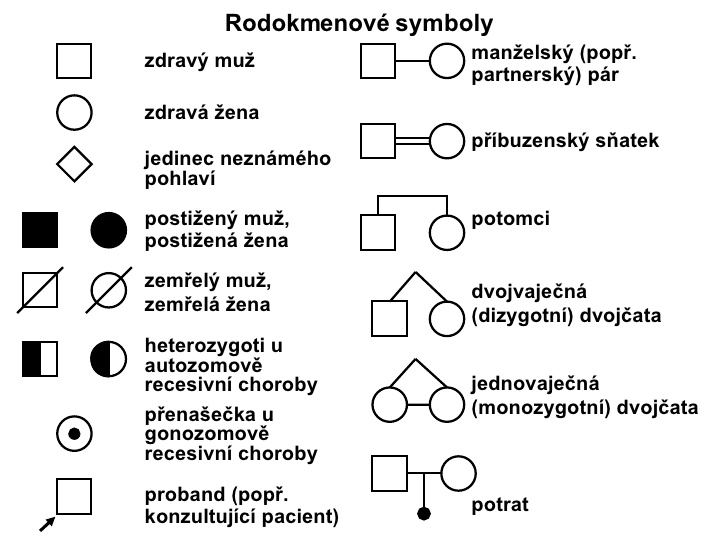 Rodokmenové symboly
zdravý muž
zdravá žena
jedinec neznámého
pohlaví
postižený muž,
postižená žena
zemřelý muž,
zemřelá žena
heterozygoti u
autozomově
recesivní choroby
přenašečka u
gonozomově
recesivní choroby
proband (popř.
konzultující pacient)
manželský (popř.
partnerský) pár
příbuzenský sňatek
potomci
dvojvaječná
(dizygotní) dvojčata
jednovaječná
(monozygotní) dvojčata
potrat